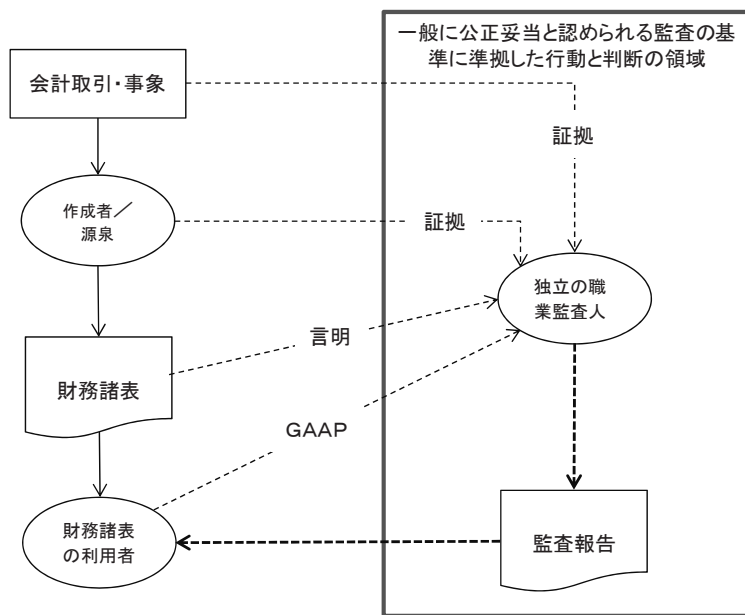 一般に公正妥当と認められる監査の基
準に準拠した行動と判断の領域
会計取引・事象
証拠
作成者／
源泉
証拠
独立の職
業監査人
言明
財務諸表
GAAP
財務諸表
の利用者
監査報告